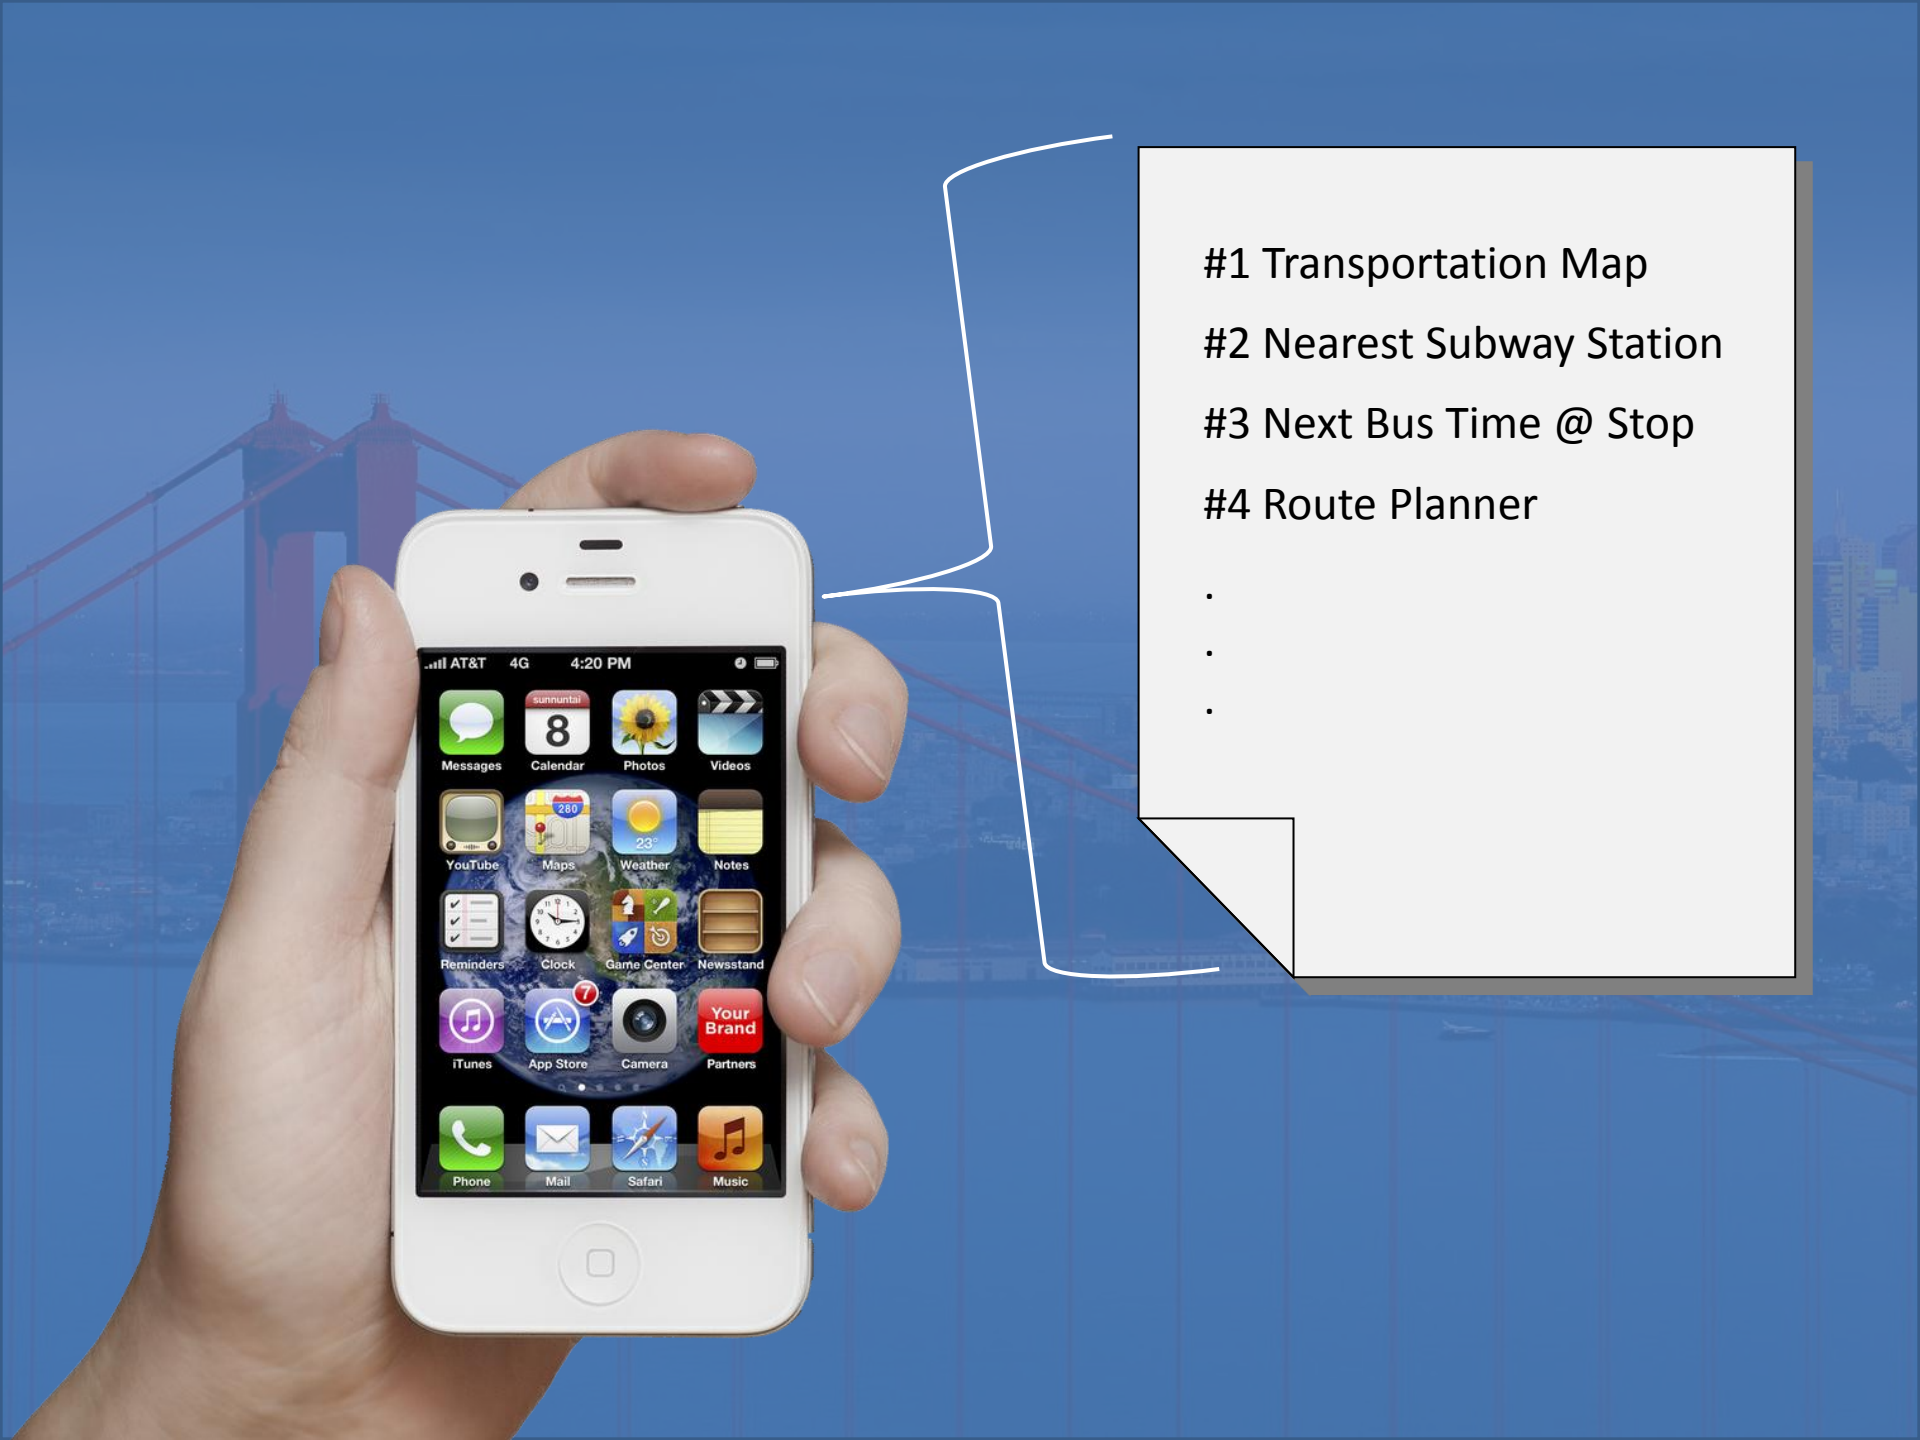 #1 Transportation Map
#2 Nearest Subway Station
#3 Next Bus Time @ Stop
#4 Route Planner
.
.
.
AT&T 4G 4:20 PM
sunnuntai
8
Messages Calendar Photos Videos
280
23°
YouTube Maps Weather Notes
Reminders Clock Game Center Newsstand
7
Your
Brand
iTunes App Store Camera Partners
Phone Mail Safari Music